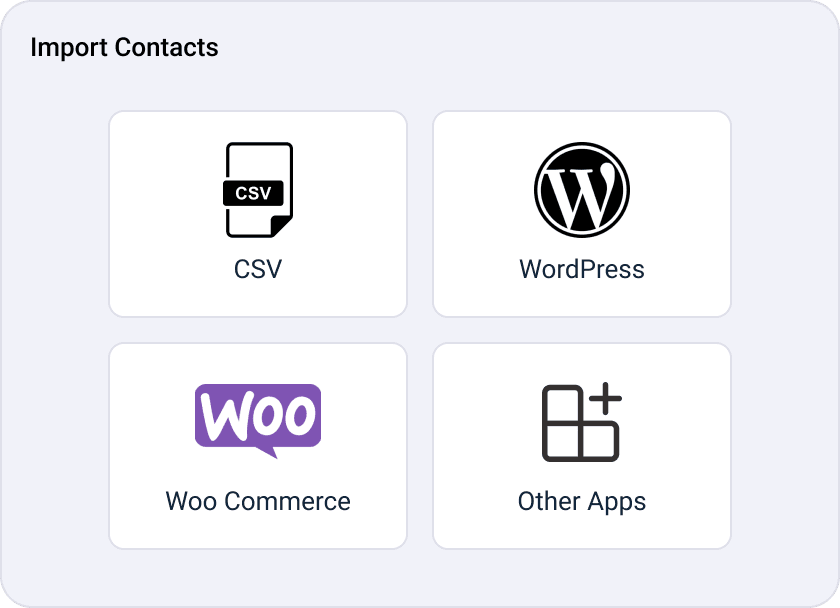 Import Contacts
CSV
CSV
WordPress
Woo
Woo Commerce
Other Apps